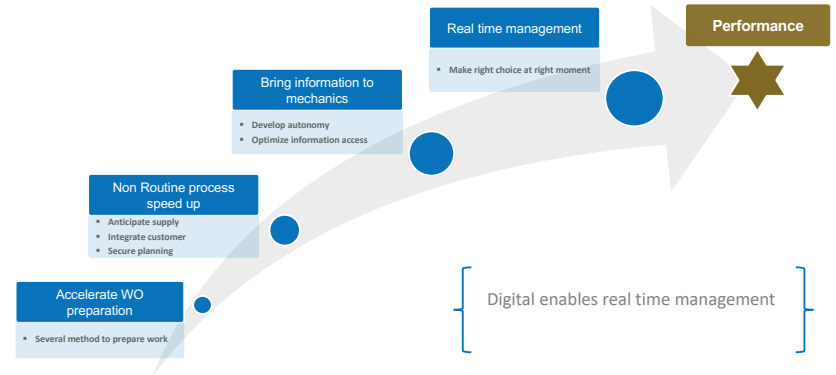 Performance
Real time management
▪ Make right choice at right moment
Bring information to
mechanics
▪ Develop autonomy
▪ Optimize information access
Non Routine process
speed up
▪ Anticipate supply
▪ Integrate customer
▪ Secure planning
Accelerate WO
preparation
▪ Several method to prepare work
Digital enables real time management